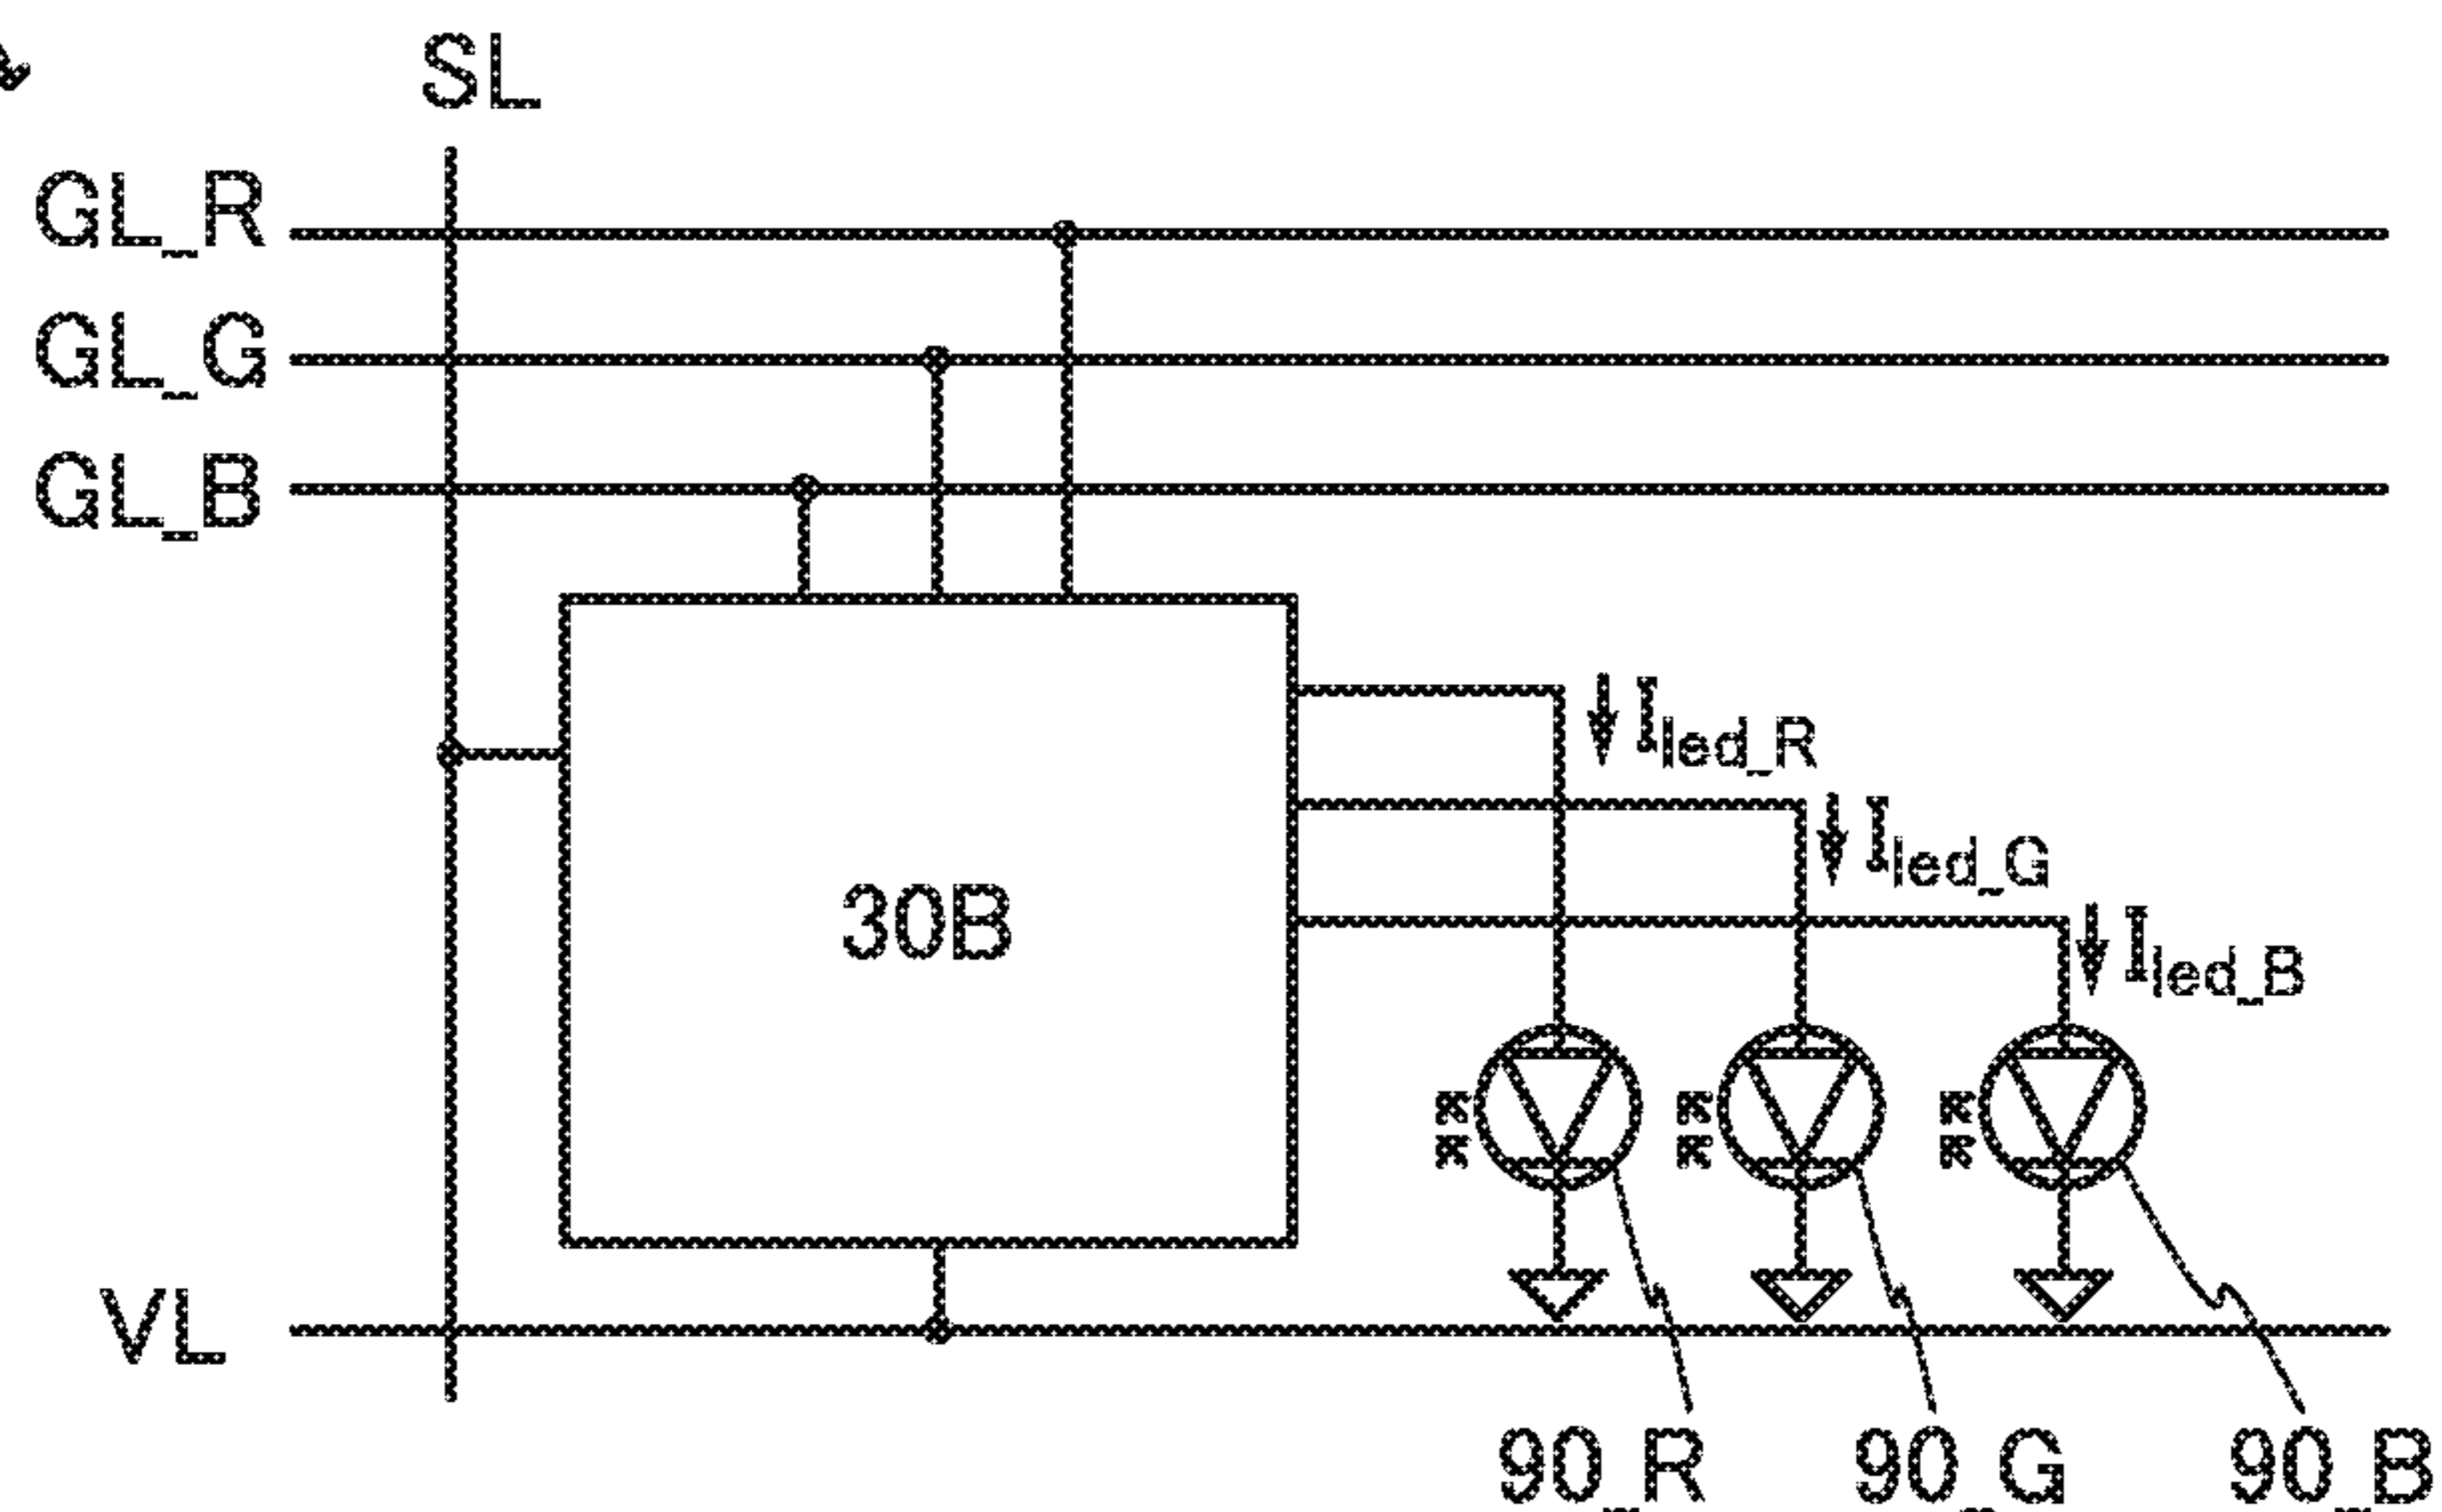 SL
GL_R
GL_G
GL_B
Iled_R
Iled_G
30B
Iled_B
VL
90_R 90_G 90_B